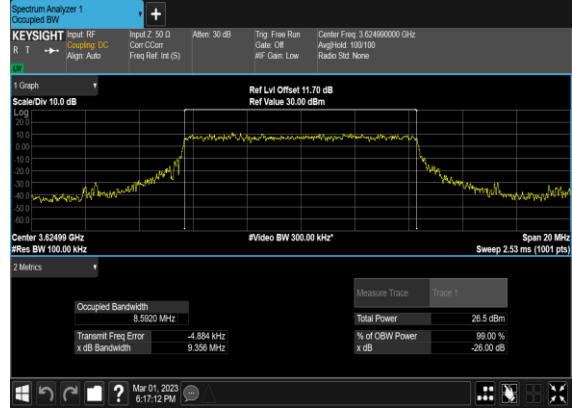 Spectrum Analyzer 1
Occupied BW
KEYSIGHT Input: RF Input Z: 50 Ω Atten: 30 dB Trig: Free Run Center Freq: 3.624990000 GHz
R T Coupling: DC Corr CCorr Gate: Off Avg|Hold: 100/100
Align: Auto Freq Ref: Int (S) #IF Gain: Low Radio Std: None
1 Graph
Ref Lvl Offset 11.70 dB
Scale/Div 10.0 dB Ref Value 30.00 dBm
Log
20.0
10.0
0.00
-10.0
-20.0
-30.0
-40.0
-50.0
-60.0
Center 3.62499 GHz #Video BW 300.00 kHz* Span 20 MHz
#Res BW 100.00 kHz Sweep 2.53 ms (1001 pts)
2 Metrics
Measure Trace Trace 1
Occupied Bandwidth
8.5920 MHz Total Power 26.5 dBm
Transmit Freq Error -4.884 kHz % of OBW Power 99.00 %
x dB Bandwidth 9.356 MHz x dB -26.00 dB
? Mar 01, 2023
6:17:12 PM